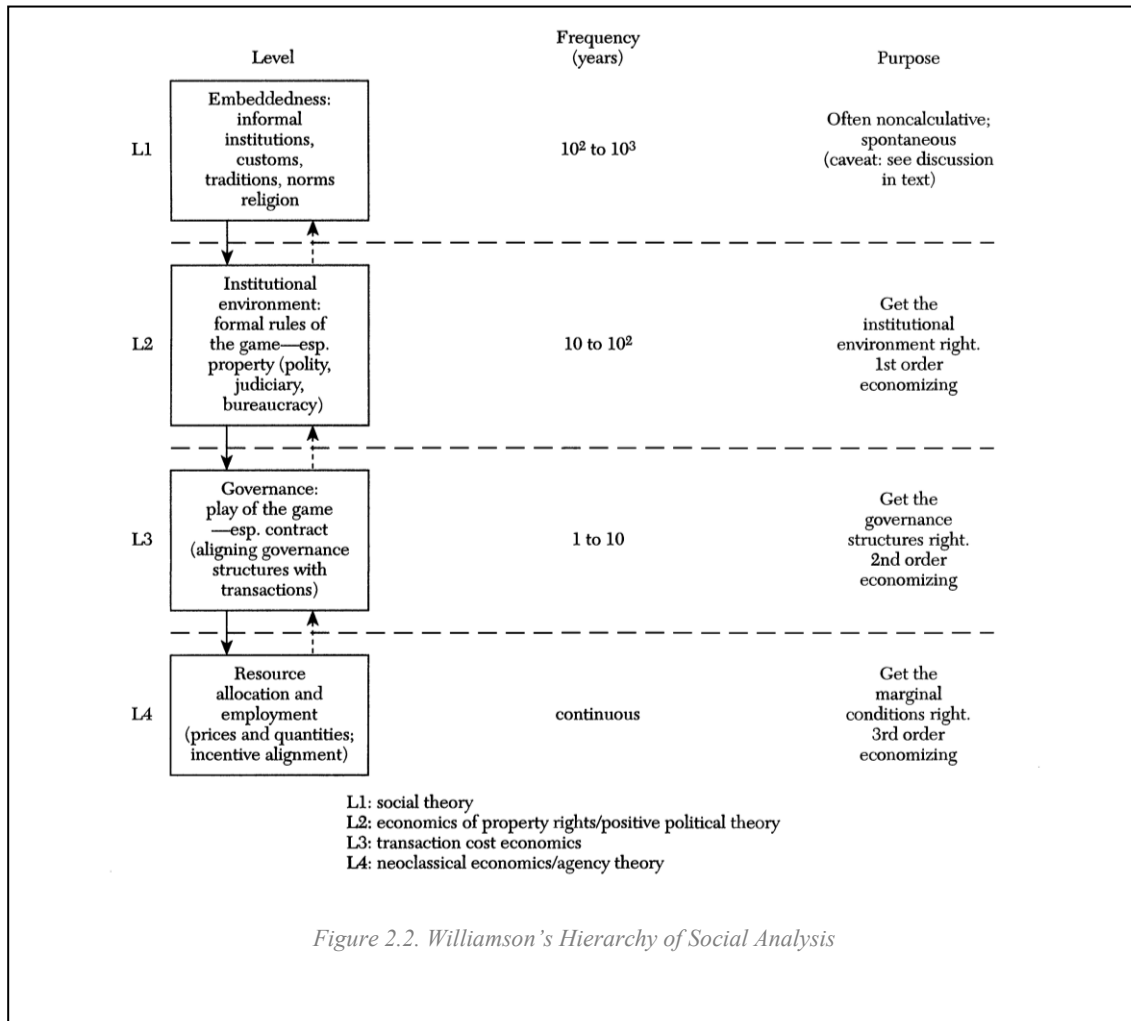 Level
Frequency
(years)
Purpose
L1
Embeddedness:
informal
institutions,
customs,
traditions, norms
religion
10² to 10³
Often noncalculative;
spontaneous
(caveat: see discussion
in text)
L2
Institutional
environment:
formal rules of
the game—esp.
property (polity,
judiciary,
bureaucracy)
10 to 10²
Get the
institutional
environment right.
1st order
economizing
L3
Governance:
play of the game
—esp. contract
(aligning governance
structures with
transactions)
1 to 10
Get the
governance
structures right.
2nd order
economizing
L4
Resource
allocation and
employment
(prices and quantities;
incentive alignment)
continuous
Get the
marginal
conditions right.
3rd order
economizing
L1: social theory
L2: economics of property rights/positive political theory
L3: transaction cost economics
L4: neoclassical economics/agency theory
Figure 2.2. Williamson's Hierarchy of Social Analysis